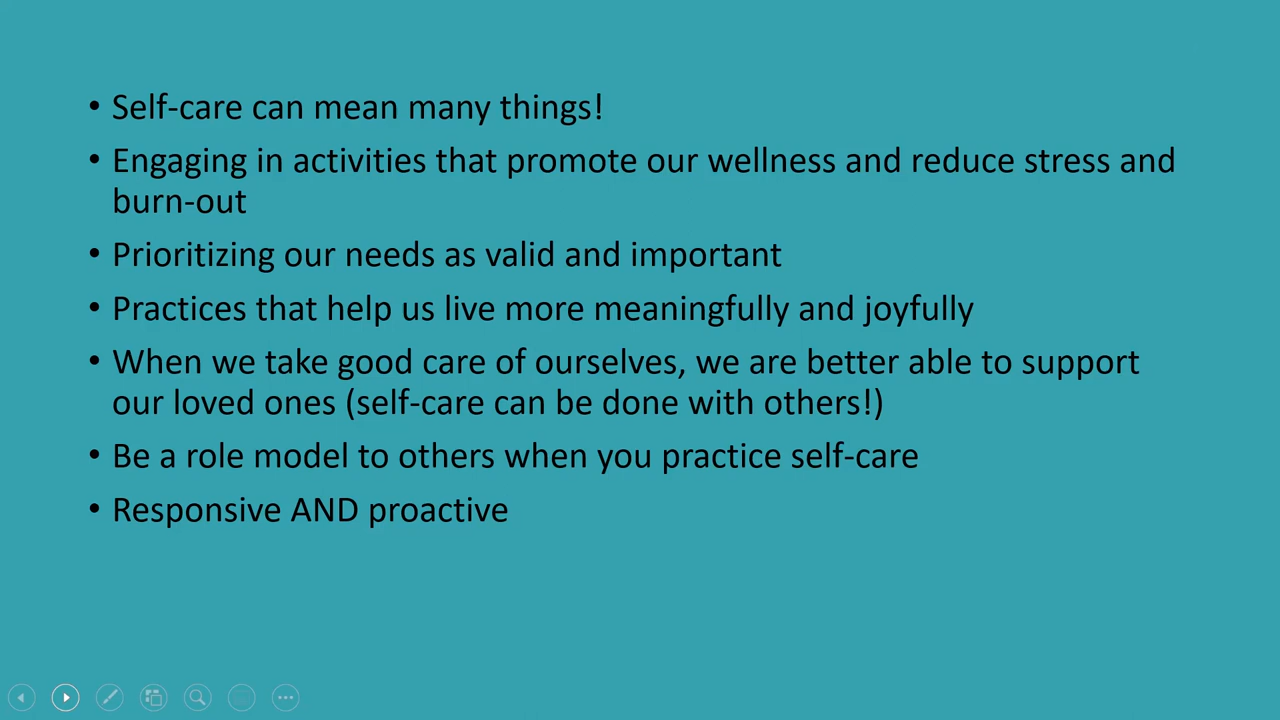 • Self-care can mean many things!
• Engaging in activities that promote our wellness and reduce stress and
burn-out
• Prioritizing our needs as valid and important
• Practices that help us live more meaningfully and joyfully
• When we take good care of ourselves, we are better able to support
our loved ones (self-care can be done with others!)
• Be a role model to others when you practice self-care
• Responsive AND proactive